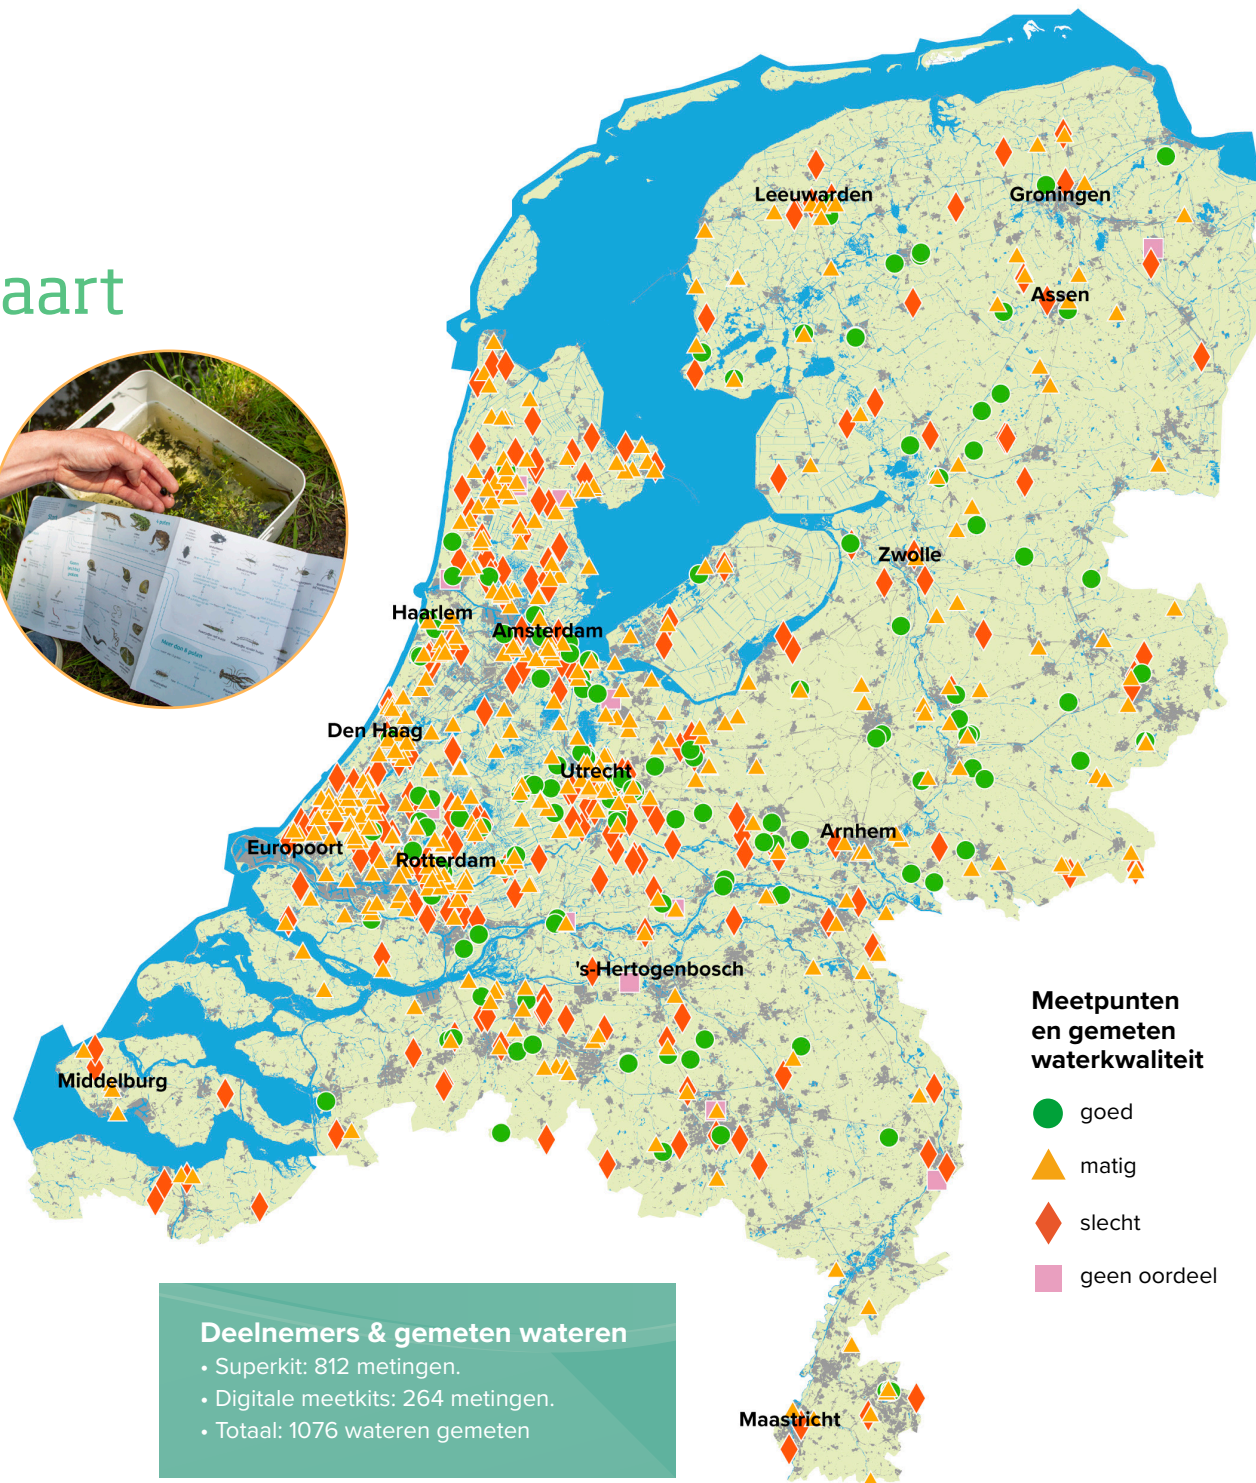 aart
Leeuwarden
Groningen
Assen
Zwolle
Haarlem
Amsterdam
Den Haag
Utrecht
Arnhem
Europoort
Rotterdam
's-Hertogenbosch
Middelburg
Maastricht
Meetpunten
en gemeten
waterkwaliteit
goed
matig
slecht
geen oordeel
Deelnemers & gemeten wateren
• Superkit: 812 metingen.
• Digitale meetkits: 264 metingen.
• Totaal: 1076 wateren gemeten